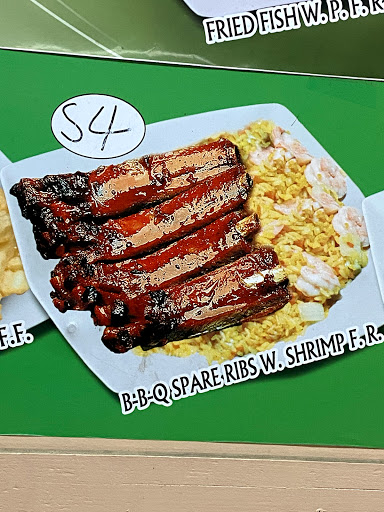 FRIED FISH W. P. F. R
S4
F.F.
B-B-Q SPARE RIBS W. SHRIMP F. R.